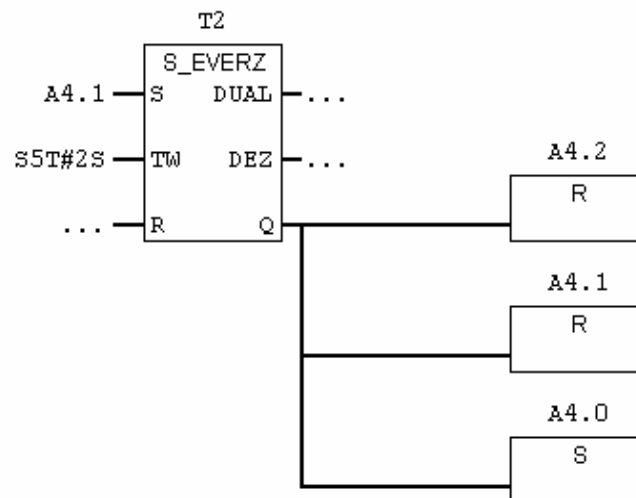 T2
S_EVERZ
A4.1 S DUAL ...
S5T#2S TW DEZ ...
A4.2
R
... R Q
A4.1
R
A4.0
S